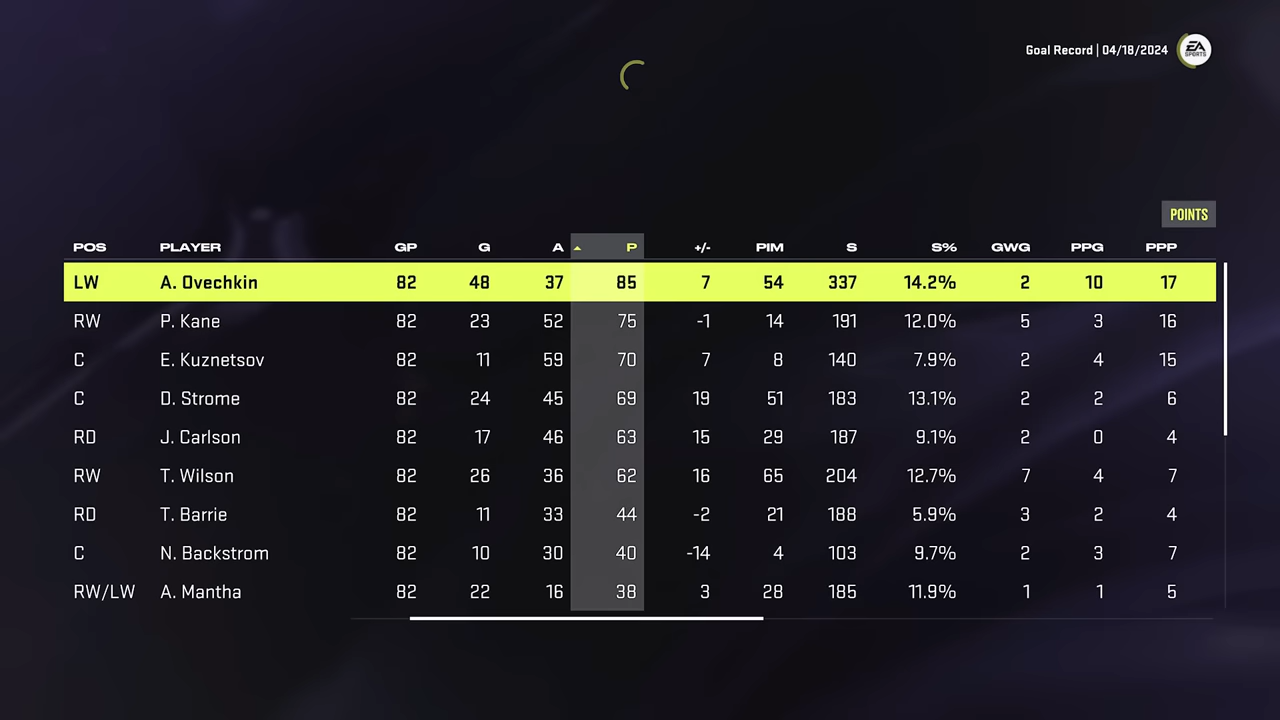 Goal Record | 04/18/2024
EA SPORTS
POINTS
POS PLAYER GP G A P +/- PIM S S% GWG PPG PPP
LW A. Ovechkin 82 48 37 85 7 54 337 14.2% 2 10 17
RW P. Kane 82 23 52 75 -1 14 191 12.0% 5 3 16
C E. Kuznetsov 82 11 59 70 7 8 140 7.9% 2 4 15
C D. Strome 82 24 45 69 19 51 183 13.1% 2 2 6
RD J. Carlson 82 17 46 63 15 29 187 9.1% 2 0 4
RW T. Wilson 82 26 36 62 16 65 204 12.7% 7 4 7
RD T. Barrie 82 11 33 44 -2 21 188 5.9% 3 2 4
C N. Backstrom 82 10 30 40 -14 4 103 9.7% 2 3 7
RW/LW A. Mantha 82 22 16 38 3 28 185 11.9% 1 1 5